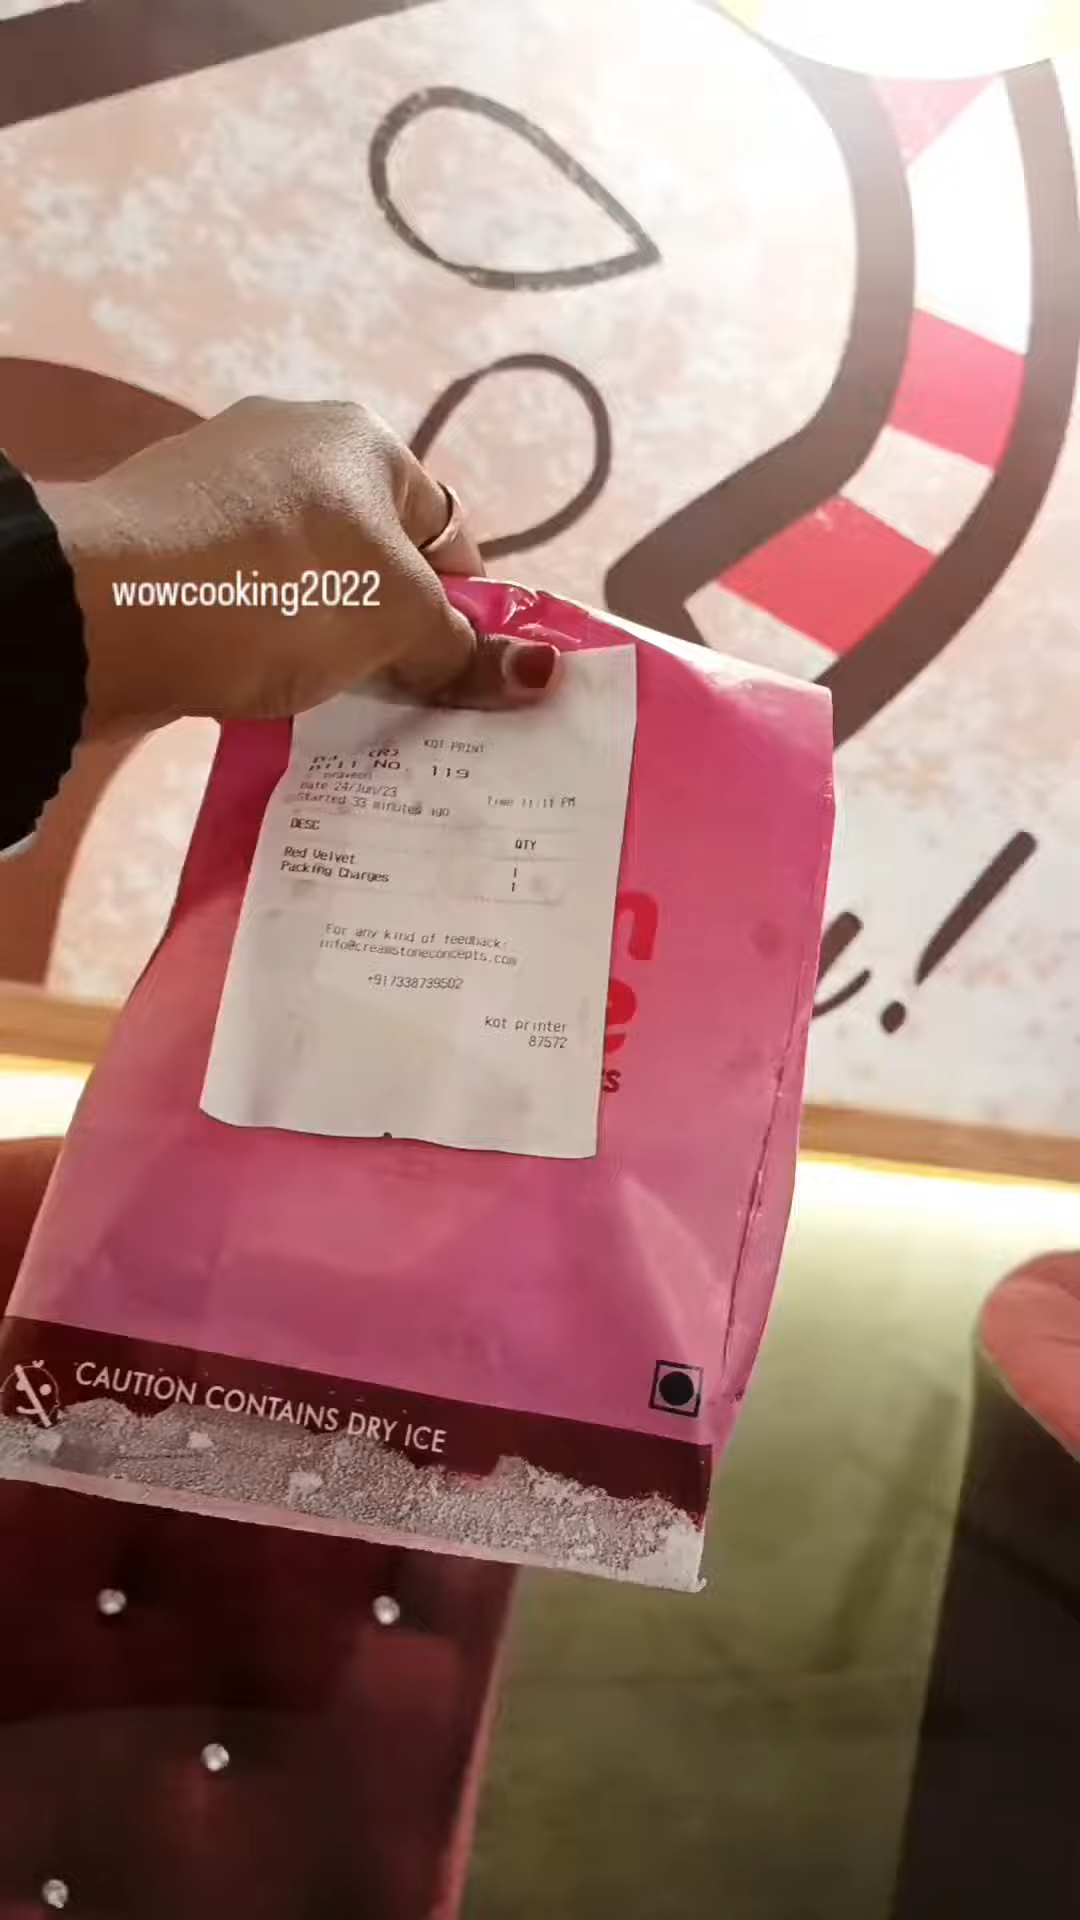 wowcooking2022
KOT PRINT
(R)
Bill No. 119
Date 24/Jun/23 Time 11:11 PM
Started 33 minutes ago
DESC QTY
Red Velvet 1
Packing Charges 1
For any kind of feedback:
info@creamstoneconcepts.com
+917338739502
kot printer
87572
CAUTION CONTAINS DRY ICE